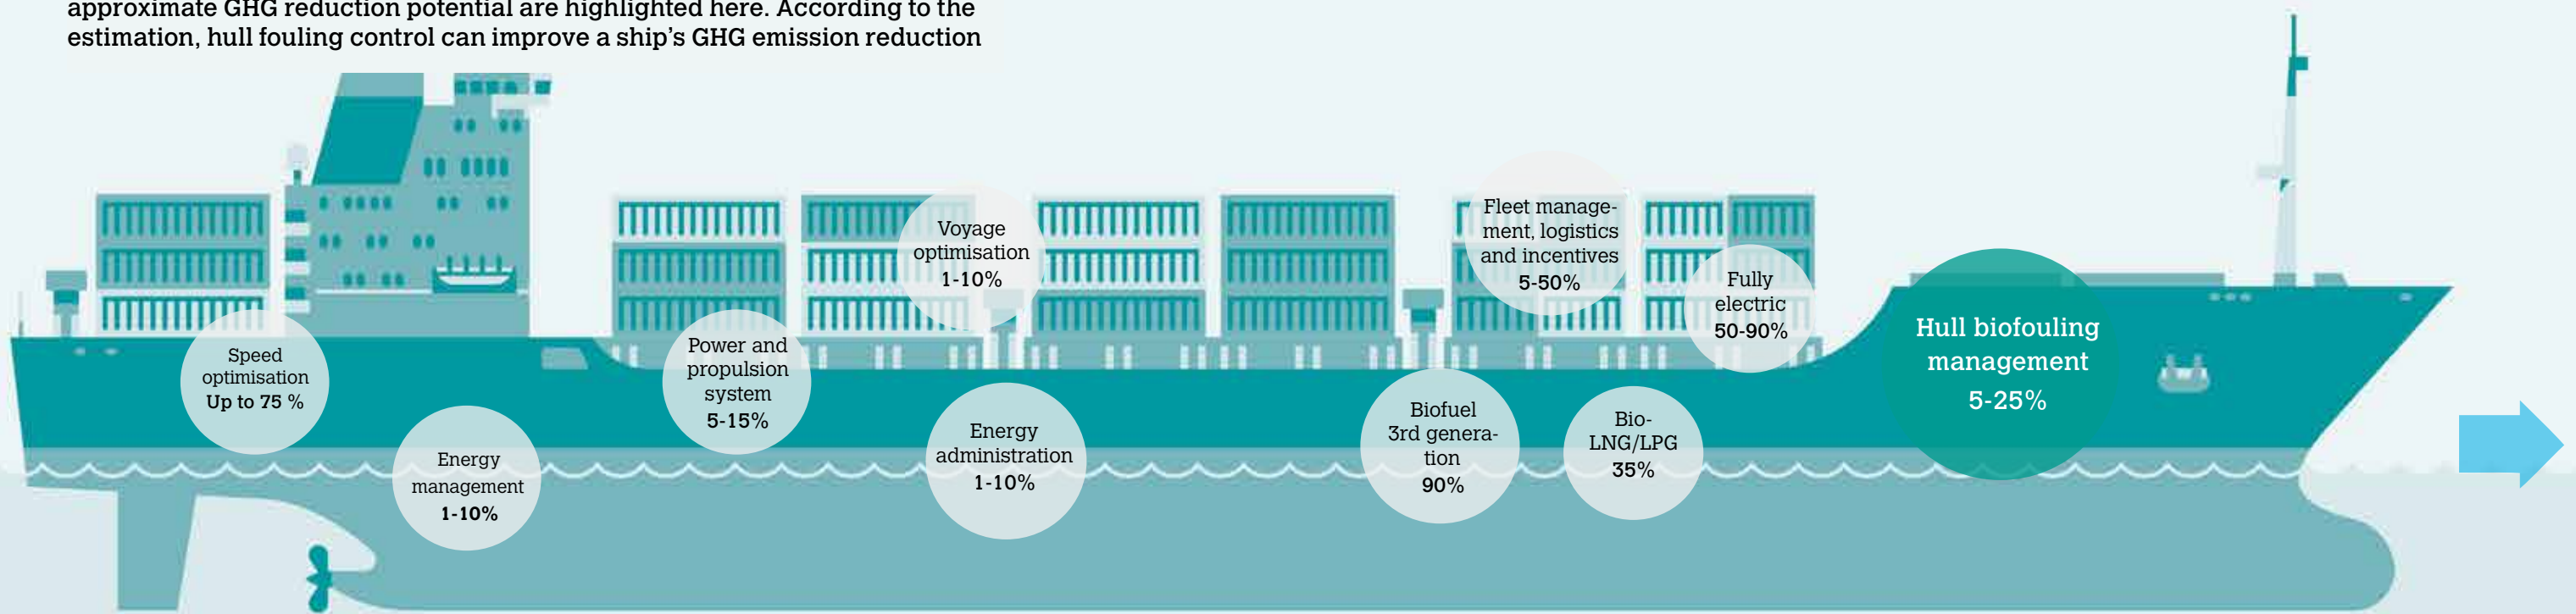 approximate GHG reduction potential are highlighted here. According to the
estimation, hull fouling control can improve a ship's GHG emission reduction
Speed
optimisation
Up to 75 %
Energy
management
1-10%
Power and
propulsion
system
5-15%
Voyage
optimisation
1-10%
Energy
administration
1-10%
Biofuel
3rd genera-
tion
90%
Fleet manage-
ment, logistics
and incentives
5-50%
Bio-
LNG/LPG
35%
Fully
electric
50-90%
Hull biofouling
management
5-25%